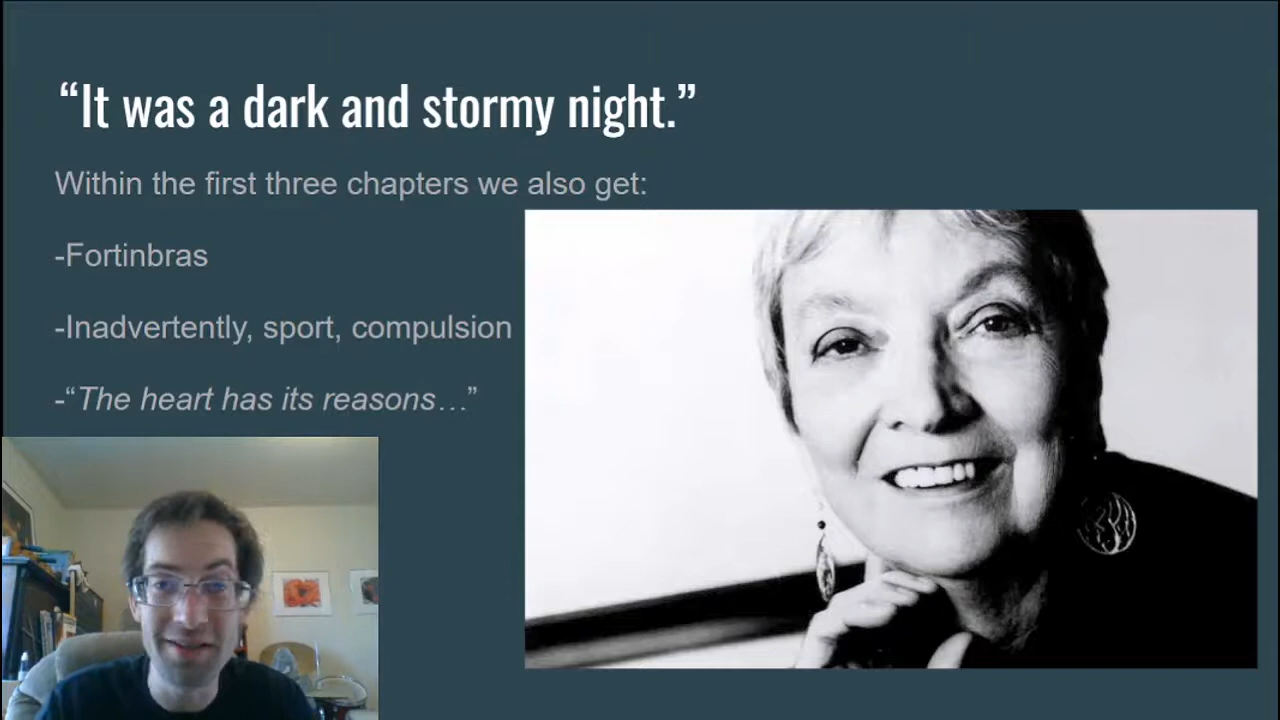 “It was a dark and stormy night.”
Within the first three chapters we also get:
-Fortinbras
-Inadvertently, sport, compulsion
-“The heart has its reasons…”